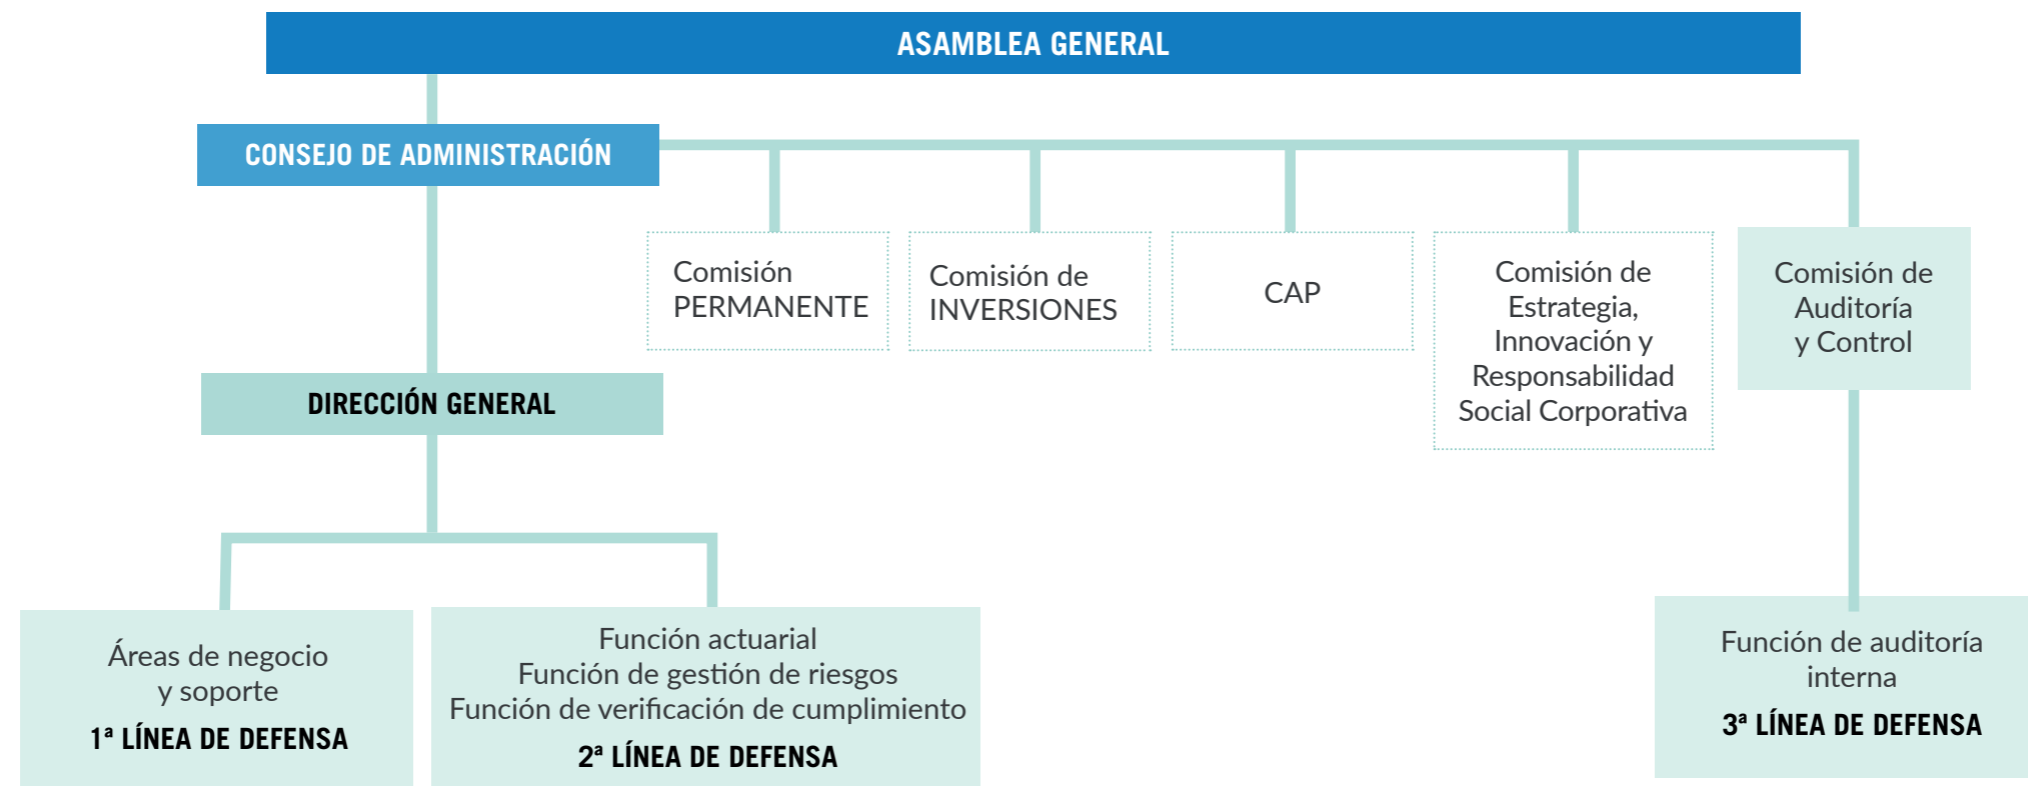 ASAMBLEA GENERAL
CONSEJO DE ADMINISTRACIÓN
Comisión
PERMANENTE
Comisión de
INVERSIONES
CAP
Comisión de
Estrategia,
Innovación y
Responsabilidad
Social Corporativa
Comisión de
Auditoría
y Control
DIRECCIÓN GENERAL
Áreas de negocio
y soporte
1ª LÍNEA DE DEFENSA
Función actuarial
Función de gestión de riesgos
Función de verificación de cumplimiento
2ª LÍNEA DE DEFENSA
Función de auditoría
interna
3ª LÍNEA DE DEFENSA